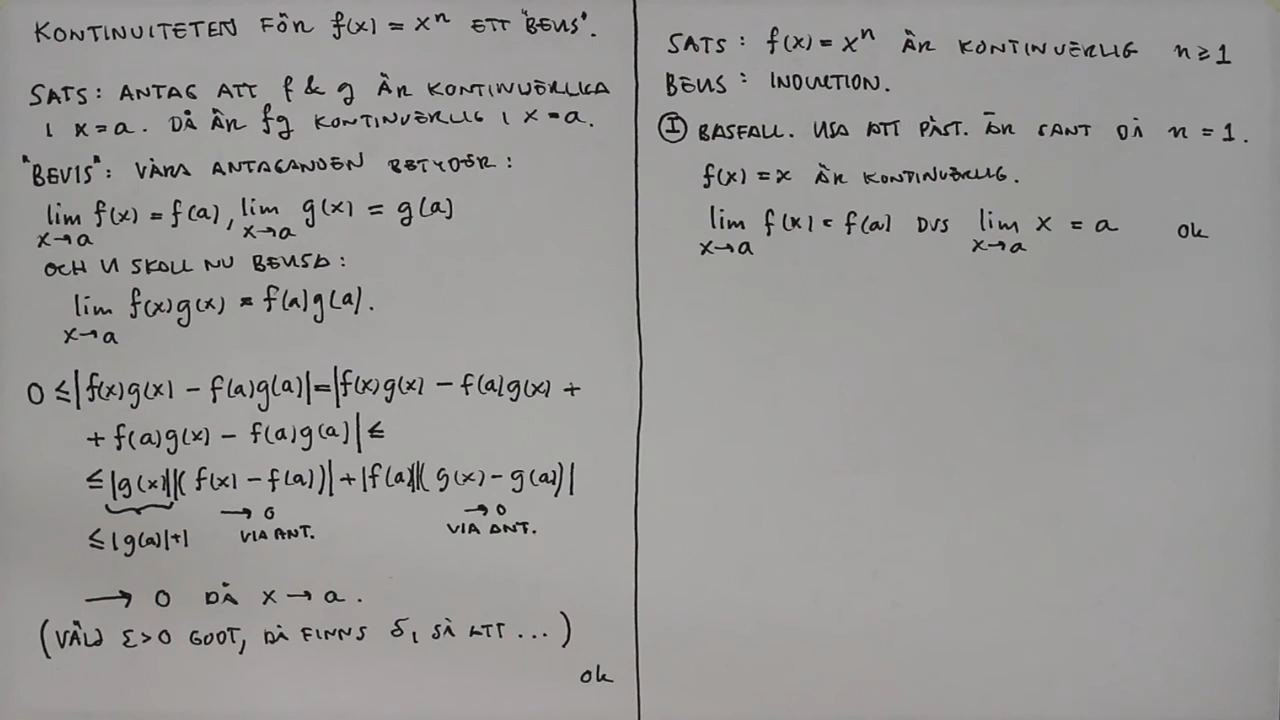 KONTINUITETEN FÖR f(x) = xⁿ ETT "BEVIS".
SATS: ANTAG ATT f & g ÄR KONTINUERLIGA
I x=a. DÅ ÄR fg KONTINUERLIG I x=a.
"BEVIS": VÅRA ANTAGANDEN BETYDER:
lim f(x) = f(a), lim g(x) = g(a)
x→a x→a
OCH VI SKALL NU BEVISA:
lim f(x)g(x) = f(a)g(a).
x→a
0 ≤ |f(x)g(x) - f(a)g(a)| = |f(x)g(x) - f(a)g(x) +
+ f(a)g(x) - f(a)g(a)| ≤
≤ |g(x)||(f(x) - f(a))| + |f(a)||(g(x) - g(a))|
→ 0 → 0
≤ |g(a)|+1 VIA ANT. VIA ANT.
→ 0 DÅ x→a.
(VÄLJ ε>0 GODT, DÅ FINNS δ, SÅ ATT ...)
ok
SATS: f(x) = xⁿ ÄR KONTINUERLIG n ≥ 1
BEVIS: INDUKTION.
I BASFALL. VISA ATT PÅST. ÄR SANT DÅ n = 1.
f(x) = x ÄR KONTINUERLIG.
lim f(x) = f(a) DVS lim x = a ok
x→a x→a